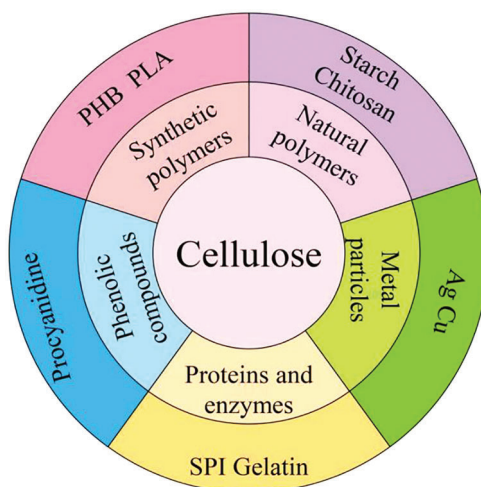 PHB PLA
Starch
Chitosan
Synthetic
polymers
Natural
polymers
Cellulose
Phenolic
compounds
Metal
particles
Procyanidine
Ag Cu
Proteins and
enzymes
SPI Gelatin